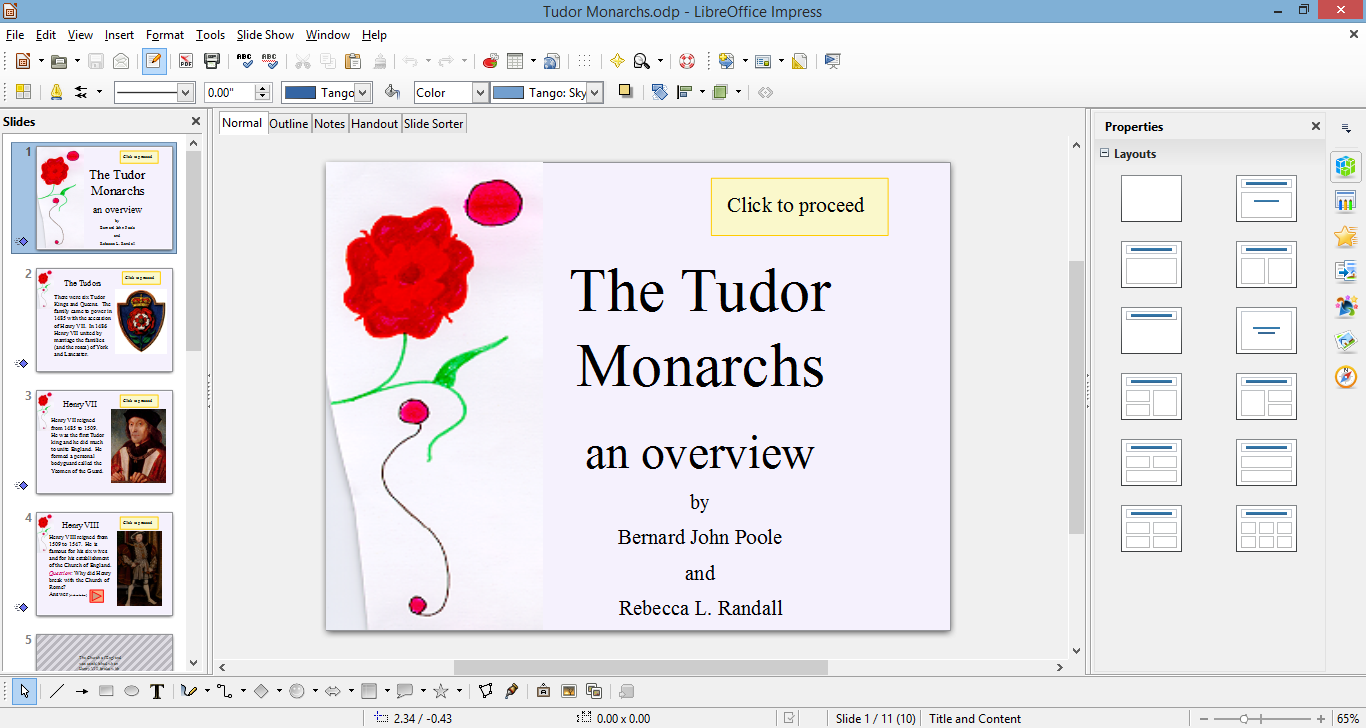 Tudor Monarchs.odp - LibreOffice Impress
File Edit View Insert Format Tools Slide Show Window Help
0.00" Tango Color Tango: Sky
Slides
Normal Outline Notes Handout Slide Sorter
Properties
Layouts
1
Click to proceed
The Tudor
Monarchs
an overview
by
Bernard John Poole
and
Rebecca L. Randall
2
The Tudors
Click to proceed
There were six Tudor
Kings and Queens. The
family came to power in
1485 with the accession
of Henry VII. In 1486
Henry VII united by
marriage the families
(and the roses) of York
and Lancaster.
3
Henry VII
Click to proceed
Henry VII reigned
from 1485 to 1509.
He was the first Tudor
king and he did much
to unite England. He
formed a personal
bodyguard called the
Yeomen of the Guard.
4
Henry VIII
Click to proceed
Henry VIII reigned from
1509 to 1547. He is
famous for his six wives
and for his establishment
of the Church of England.
Question: Why did Henry
break with the Church of
Rome?
Answer
5
The Church of England
Click to proceed
The Tudor
Monarchs
an overview
by
Bernard John Poole
and
Rebecca L. Randall
2.34 / -0.43 0.00 x 0.00 Slide 1 / 11 (10) Title and Content 65%